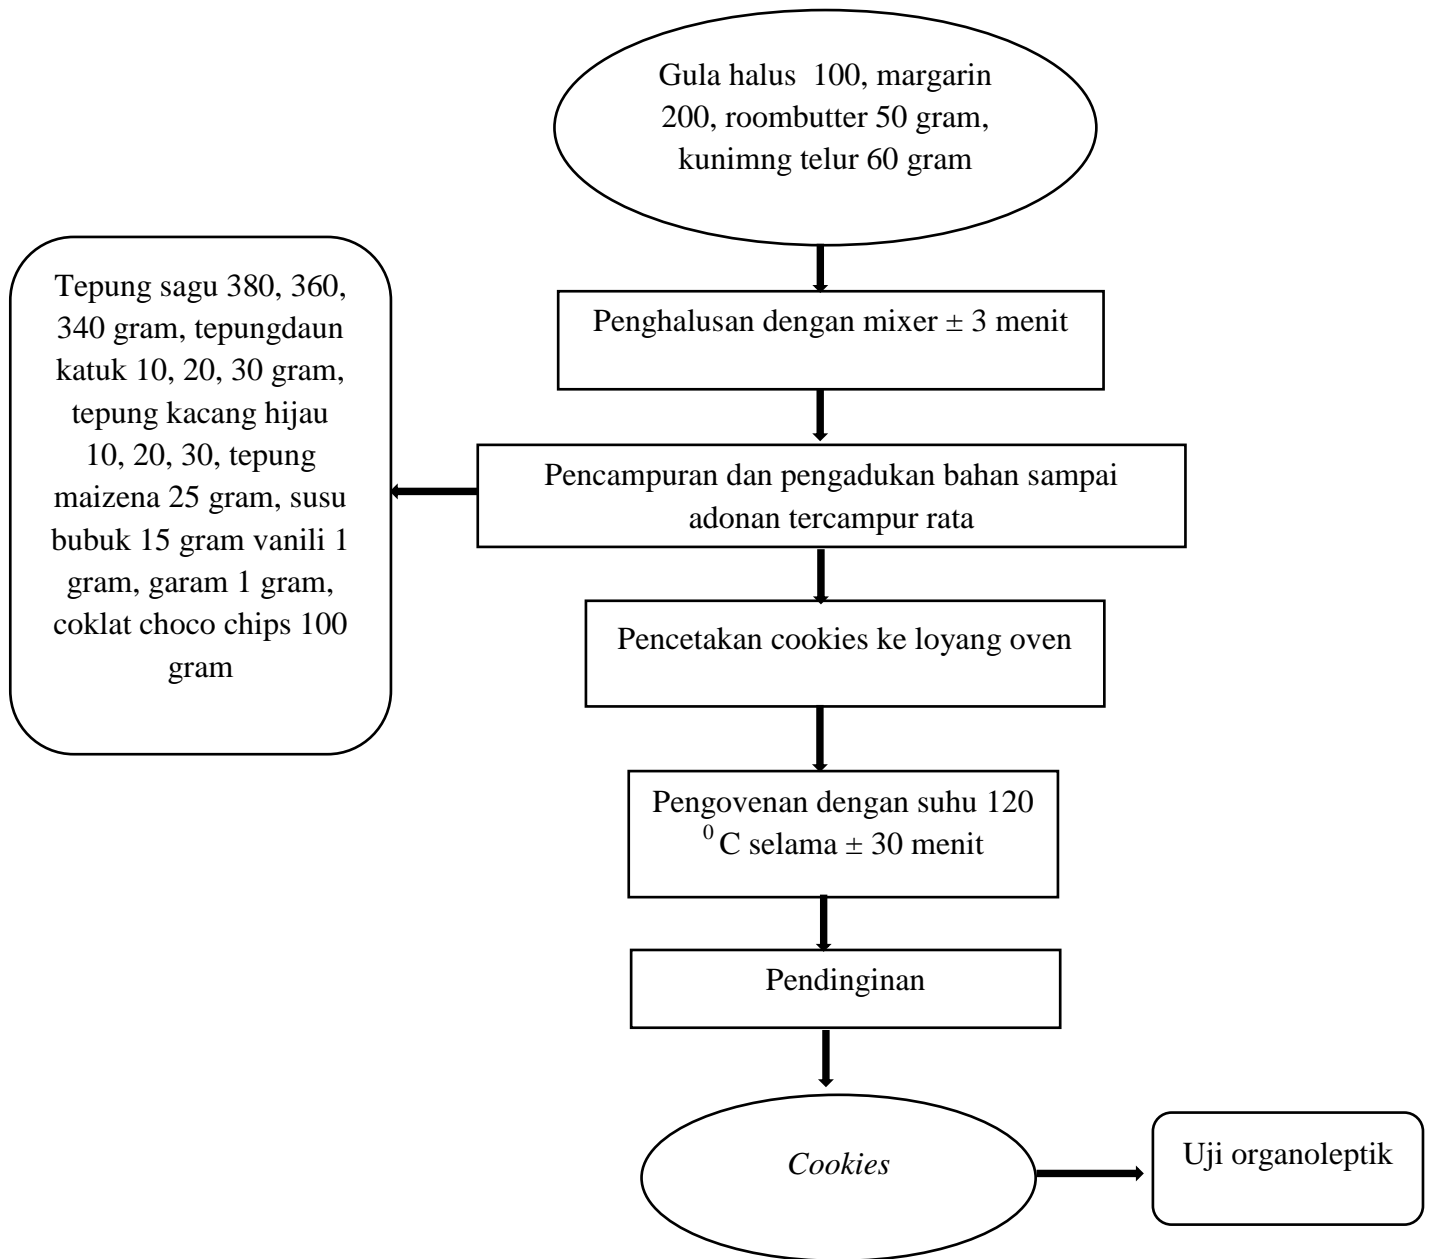 Gula halus  100, margarin
200, roombutter 50 gram,
kunimng telur 60 gram
Penghalusan dengan mixer ± 3 menit
Tepung sagu 380, 360,
340 gram, tepungdaun
katuk 10, 20, 30 gram,
tepung kacang hijau
10, 20, 30, tepung
maizena 25 gram, susu
bubuk 15 gram vanili 1
gram, garam 1 gram,
coklat choco chips 100
gram
Pencampuran dan pengadukan bahan sampai
adonan tercampur rata
Pencetakan cookies ke loyang oven
Pengovenan dengan suhu 120
⁰ C selama ± 30 menit
Pendinginan
Cookies
Uji organoleptik